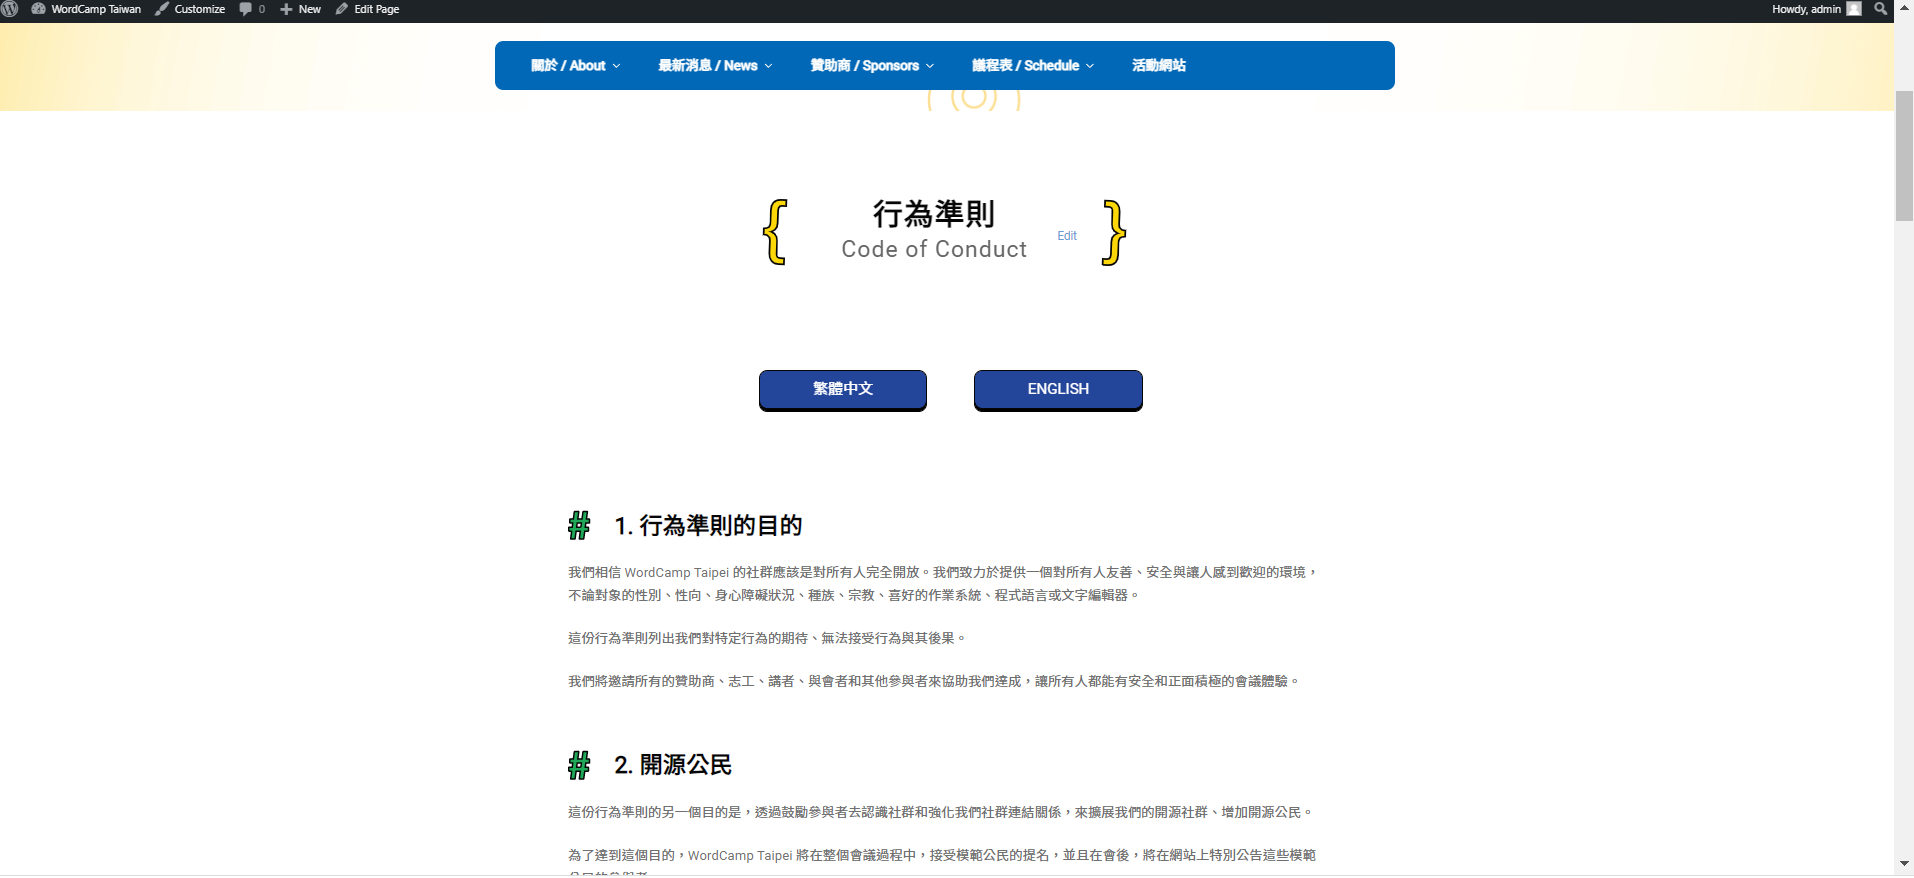 WordCamp Taiwan Customize 0 New Edit Page Howdy, admin
關於 / About 最新消息 / News 贊助商 / Sponsors 議程表 / Schedule 活動網站
{ 行為準則 }
Code of Conduct Edit
繁體中文 ENGLISH
# 1. 行為準則的目的
我們相信 WordCamp Taipei 的社群應該是對所有人完全開放。我們致力於提供一個對所有人友善、安全與讓人感到歡迎的環境，
不論對象的性別、性向、身心障礙狀況、種族、宗教、喜好的作業系統、程式語言或文字編輯器。
這份行為準則列出我們對特定行為的期待、無法接受行為與其後果。
我們將邀請所有的贊助商、志工、講者、與會者和其他參與者來協助我們達成，讓所有人都能有安全和正面積極的會議體驗。
# 2. 開源公民
這份行為準則的另一個目的是，透過鼓勵參與者去認識社群和強化我們社群連結關係，來擴展我們的開源社群、增加開源公民。
為了達到這個目的，WordCamp Taipei 將在整個會議過程中，接受模範公民的提名，並且在會後，將在網站上特別公告這些模範